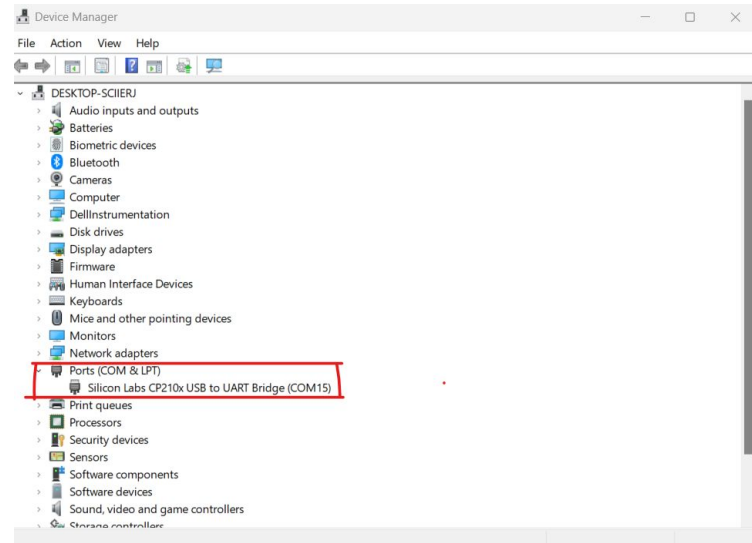 Device Manager
File Action View Help
DESKTOP-SCIIERJ
Audio inputs and outputs
Batteries
Biometric devices
Bluetooth
Cameras
Computer
DellInstrumentation
Disk drives
Display adapters
Firmware
Human Interface Devices
Keyboards
Mice and other pointing devices
Monitors
Network adapters
Ports (COM & LPT)
Silicon Labs CP210x USB to UART Bridge (COM15)
Print queues
Processors
Security devices
Sensors
Software components
Software devices
Sound, video and game controllers
Storage controllers